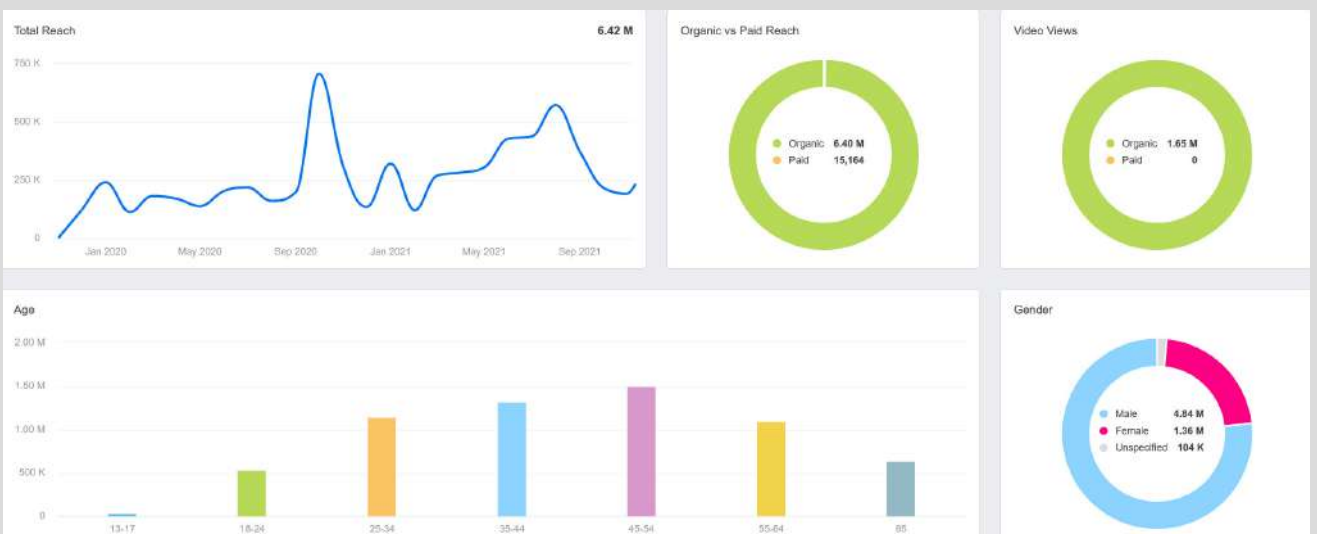 Total Reach 6.42 M
750 K
500 K
250 K
0
Jan 2020 May 2020 Sep 2020 Jan 2021 May 2021 Sep 2021
Organic vs Paid Reach
Organic 6.40 M
Paid 15,164
Video Views
Organic 1.65 M
Paid 0
Age
2.00 M
1.50 M
1.00 M
500 K
0
13-17 18-24 25-34 35-44 45-54 55-64 65
Gender
Male 4.84 M
Female 1.36 M
Unspecified 104 K